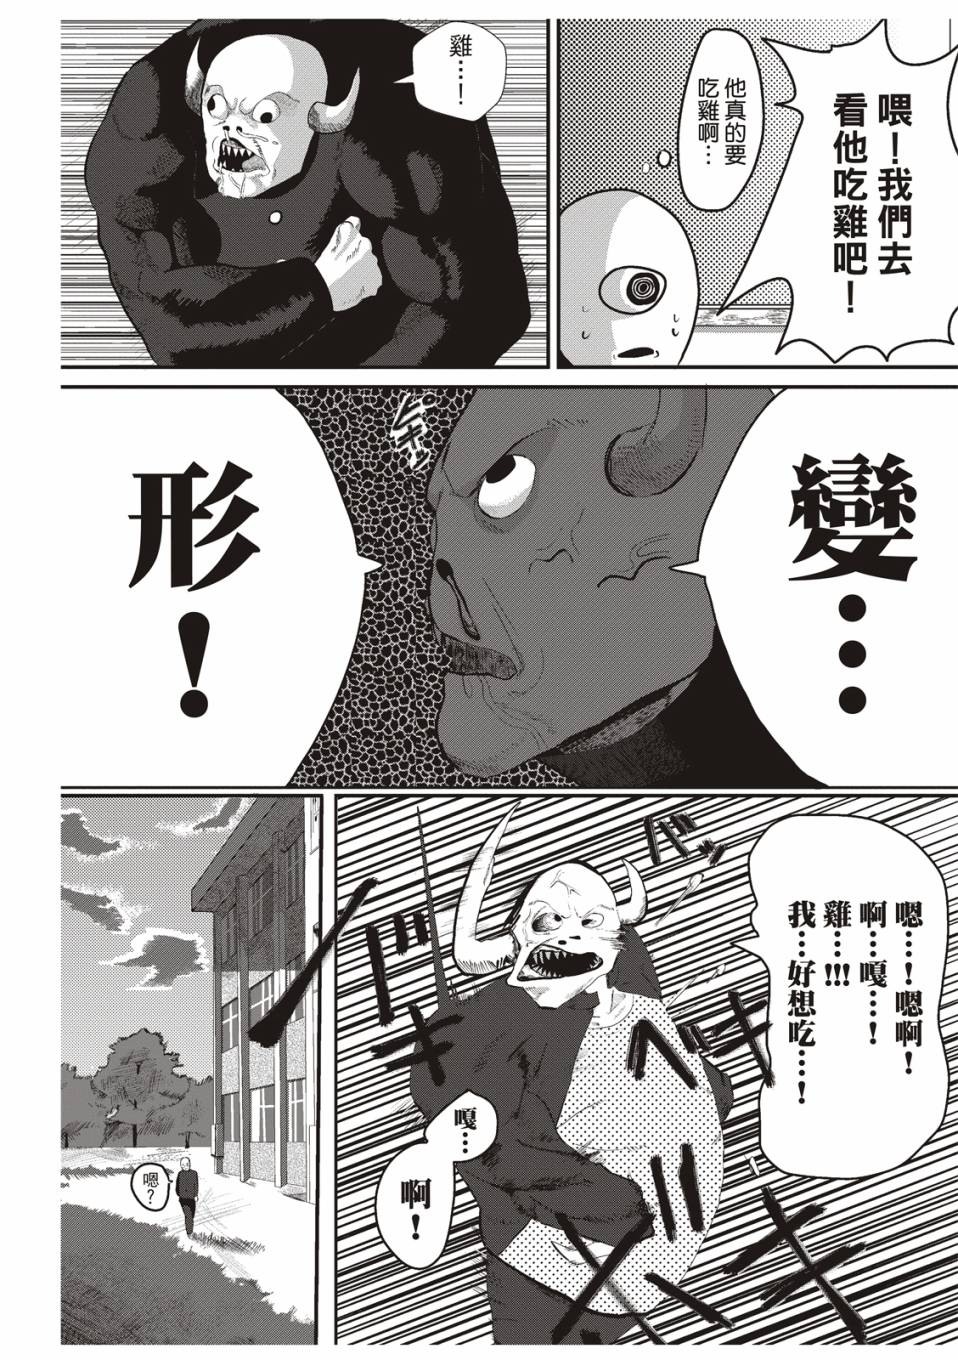 喂！我們去
看他吃雞吧！
他真的要
吃雞啊…
雞…！
變…
形！
嗯…！嗯啊！
啊…嘎…！
雞…!!!
我…好想吃…！
嘎…
啊！
嗯？